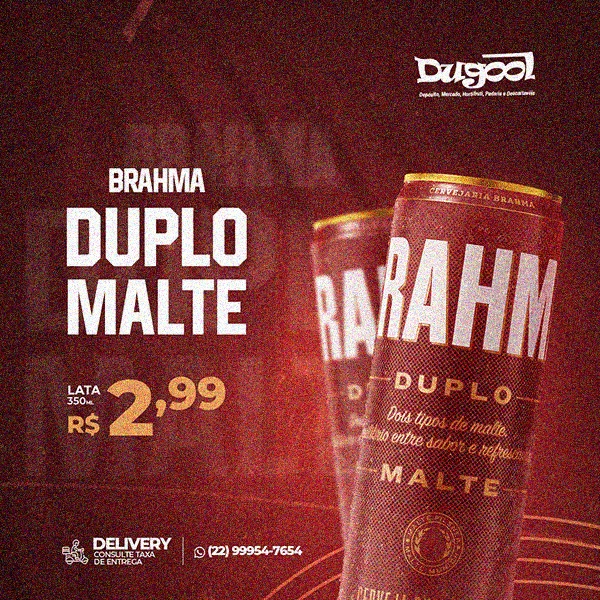 Dugool
Depósito, Mercado, Hortifruti, Padaria e Descartáveis
BRAHMA
DUPLO
MALTE
LATA
350ML
R$ 2,99
DELIVERY
CONSULTE TAXA
DE ENTREGA
(22) 99954-7654
CERVEJARIA BRAHMA
RAHM
DUPLO
Dois tipos de malte,
entre sabor e
MALTE
RA
D